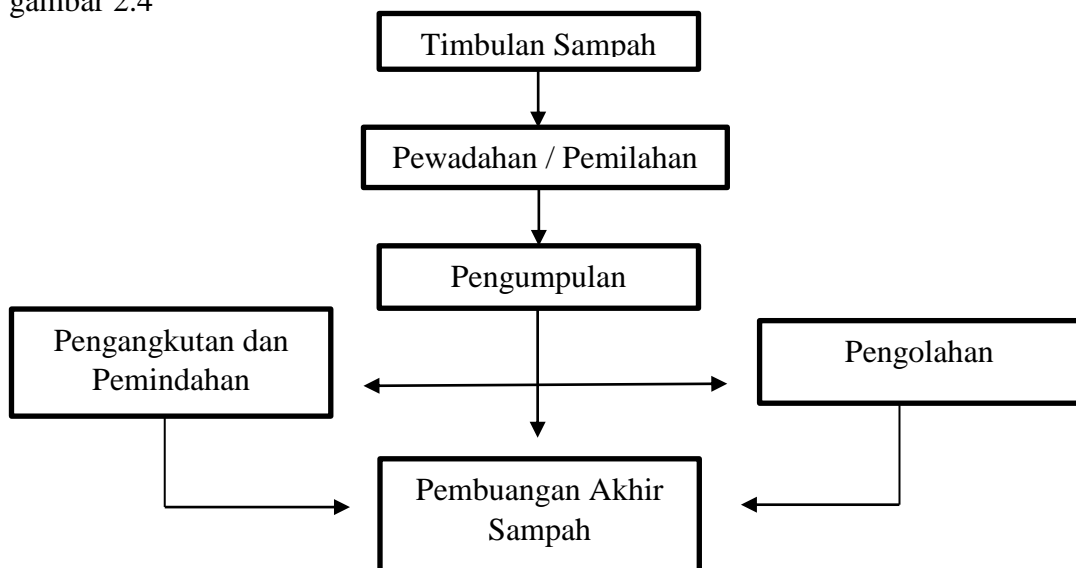 gambar 2.4
Timbulan Sampah
Pewadahan / Pemilahan
Pengumpulan
Pengangkutan dan
Pemindahan
Pengolahan
Pembuangan Akhir
Sampah